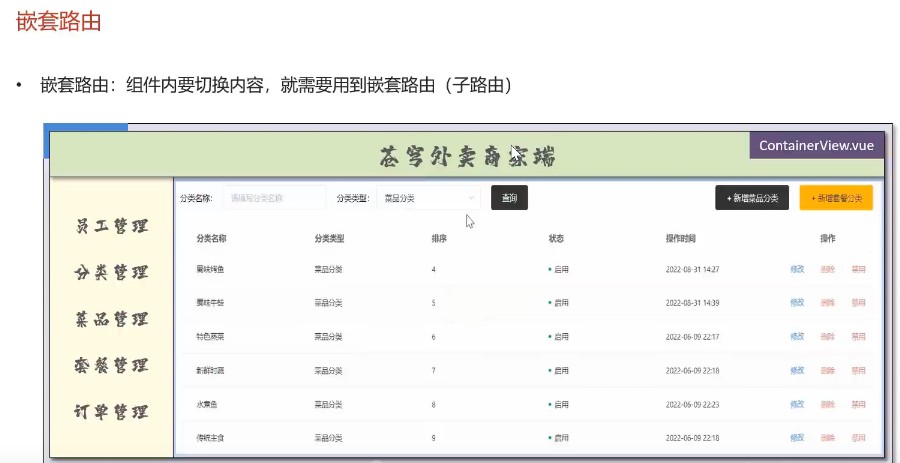 嵌套路由
• 嵌套路由：组件内要切换内容，就需要用到嵌套路由（子路由）
苍穹外卖商家端
ContainerView.vue
员工管理
分类管理
菜品管理
套餐管理
订单管理
分类名称： 请填写分类名称 分类类型： 菜品分类 查询 + 新增菜品分类 + 新增套餐分类
分类名称 分类类型 排序 状态 操作时间 操作
蜀味烤鱼 菜品分类 4 启用 2022-08-31 14:27 修改 删除 禁用
蜀味牛蛙 菜品分类 5 启用 2022-08-31 14:39 修改 删除 禁用
特色蒸菜 菜品分类 6 启用 2022-06-09 22:17 修改 删除 禁用
新鲜时蔬 菜品分类 7 启用 2022-06-09 22:18 修改 删除 禁用
水煮鱼 菜品分类 8 启用 2022-06-09 22:23 修改 删除 禁用
传统主食 菜品分类 9 启用 2022-06-09 22:18 修改 删除 禁用